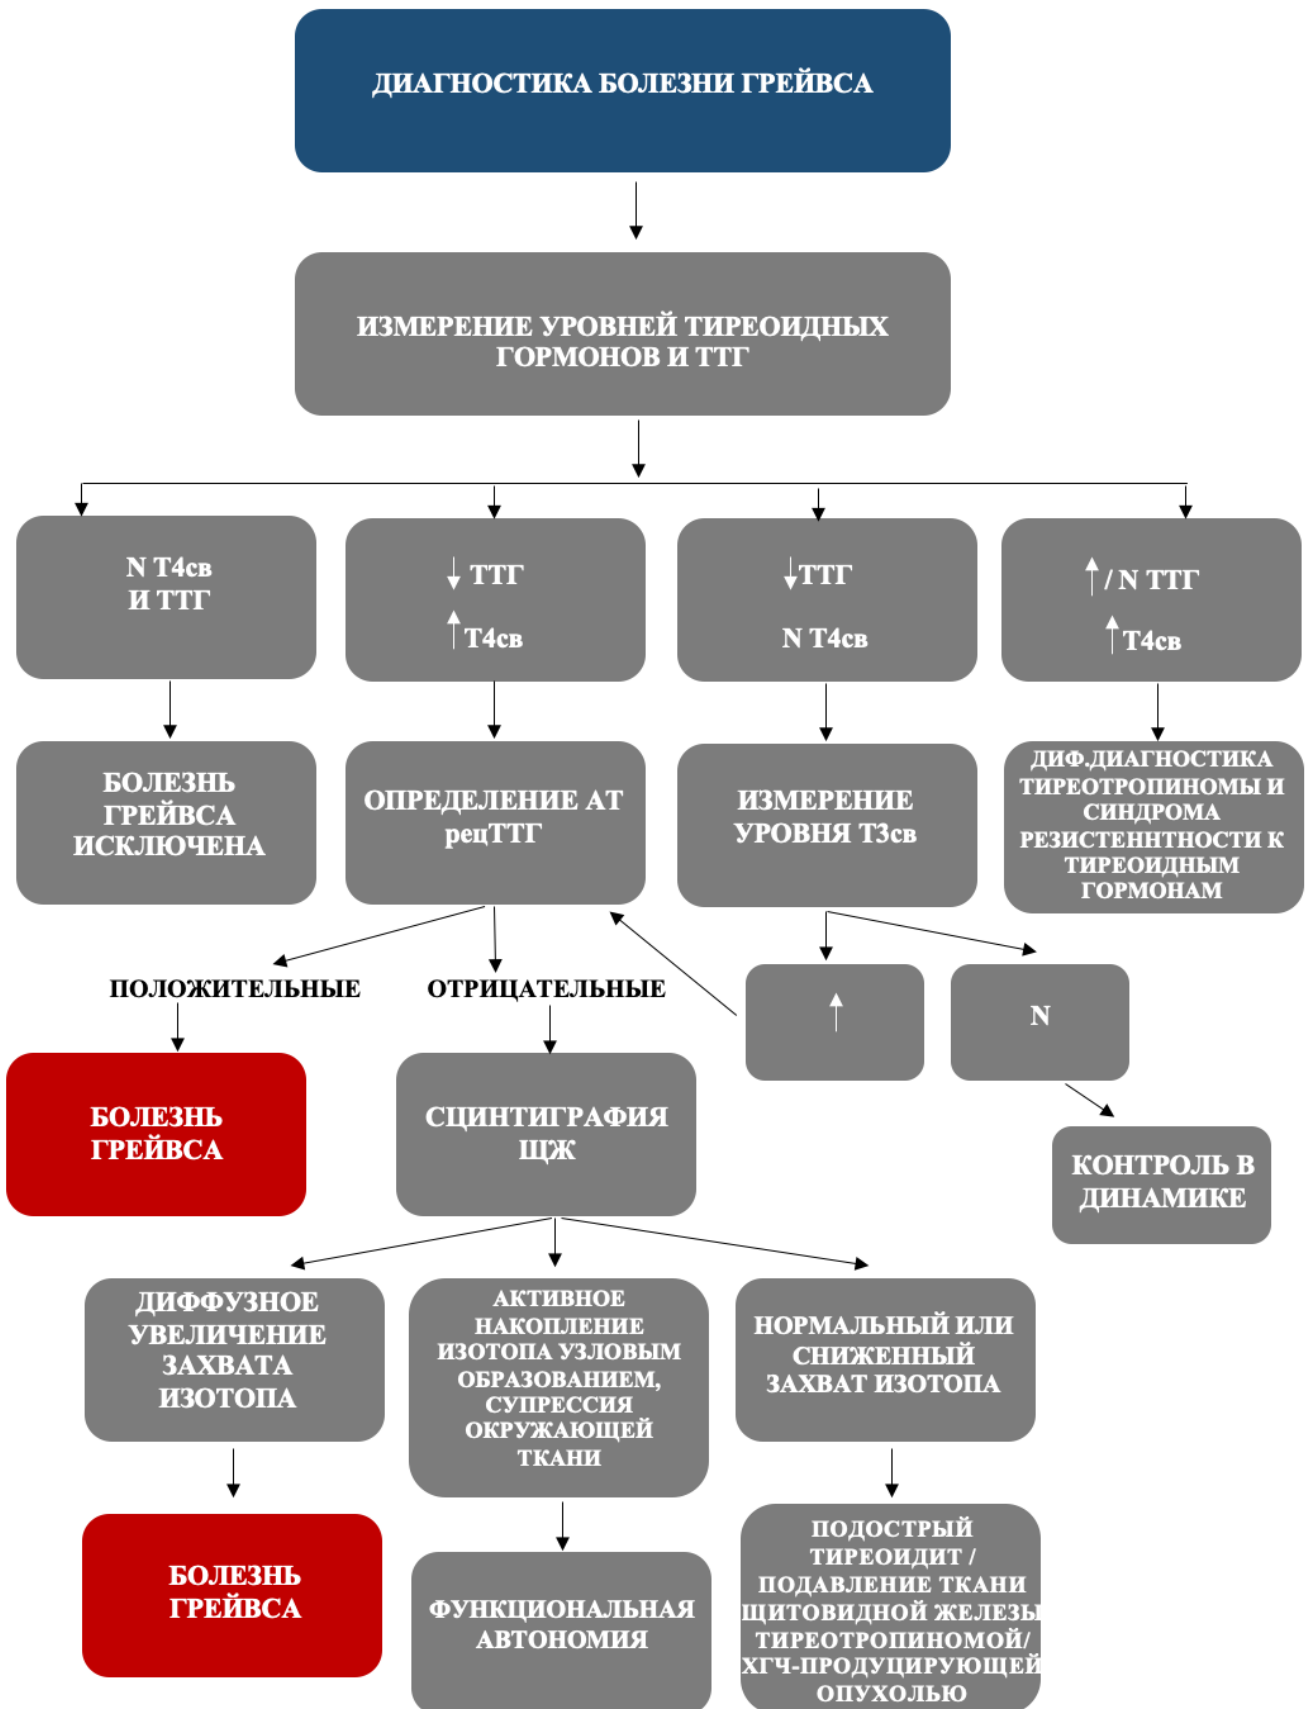 ДИАГНОСТИКА БОЛЕЗНИ ГРЕЙВСА
ИЗМЕРЕНИЕ УРОВНЕЙ ТИРЕОИДНЫХ
ГОРМОНОВ И ТТГ
N Т4св
И ТТГ
↓ ТТГ
↑ Т4св
↓ ТТГ
N Т4св
↑ / N ТТГ
↑ Т4св
БОЛЕЗНЬ
ГРЕЙВСА
ИСКЛЮЧЕНА
ОПРЕДЕЛЕНИЕ АТ
рецТТГ
ИЗМЕРЕНИЕ
УРОВНЯ Т3св
ДИФ.ДИАГНОСТИКА
ТИРЕОТРОПИНОМЫ И
СИНДРОМА
РЕЗИСТЕННТНОСТИ К
ТИРЕОИДНЫМ
ГОРМОНАМ
ПОЛОЖИТЕЛЬНЫЕ
ОТРИЦАТЕЛЬНЫЕ
↑
N
БОЛЕЗНЬ
ГРЕЙВСА
СЦИНТИГРАФИЯ
ЩЖ
КОНТРОЛЬ В
ДИНАМИКЕ
ДИФФУЗНОЕ
УВЕЛИЧЕНИЕ
ЗАХВАТА
ИЗОТОПА
АКТИВНОЕ
НАКОПЛЕНИЕ
ИЗОТОПА УЗЛОВЫМ
ОБРАЗОВАНИЕМ,
СУПРЕССИЯ
ОКРУЖАЮЩЕЙ
ТКАНИ
НОРМАЛЬНЫЙ ИЛИ
СНИЖЕННЫЙ
ЗАХВАТ ИЗОТОПА
БОЛЕЗНЬ
ГРЕЙВСА
ФУНКЦИОНАЛЬНАЯ
АВТОНОМИЯ
ПОДОСТРЫЙ
ТИРЕОИДИТ /
ПОДАВЛЕНИЕ ТКАНИ
ЩИТОВИДНОЙ ЖЕЛЕЗЫ
ТИРЕОТРОПИНОМОЙ/
ХГЧ-ПРОДУЦИРУЮЩЕЙ
ОПУХОЛЬЮ